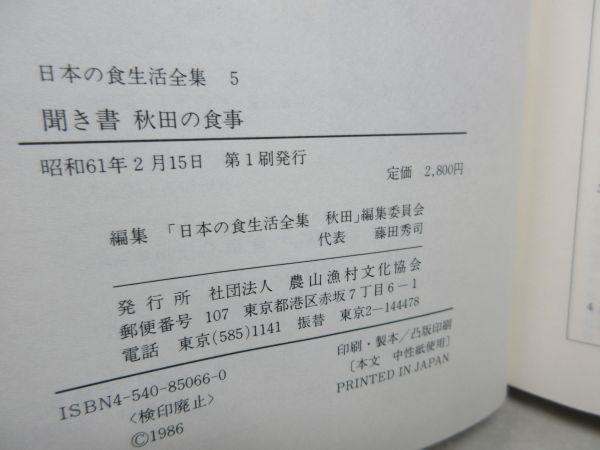 日本の食生活全集 5
聞き書 秋田の食事
昭和61年2月15日 第1刷発行
定価 2,800円
編集 「日本の食生活全集 秋田」編集委員会
代表 藤田秀司
発行所 社団法人 農山漁村文化協会
郵便番号 107 東京都港区赤坂7丁目6-1
電話 東京(585)1141 振替 東京2-144478
印刷・製本/凸版印刷
[本文 中性紙使用]
PRINTED IN JAPAN
ISBN4-540-85066-0
〈検印廃止〉
©1986
4